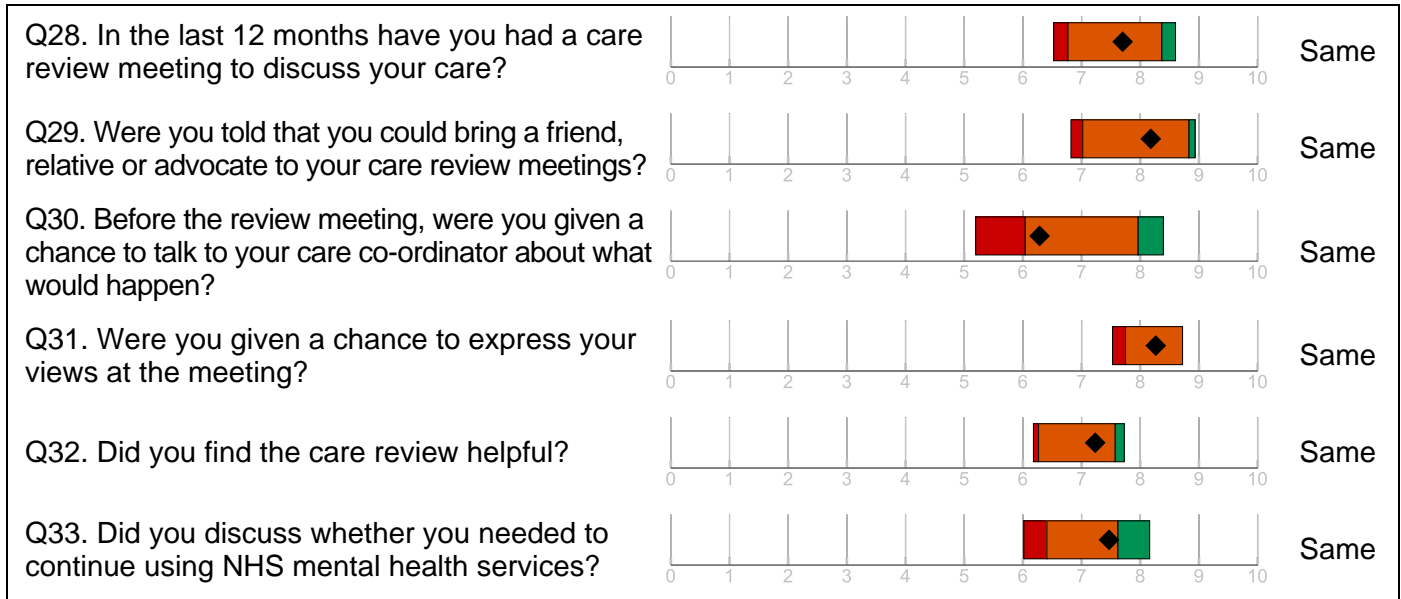 Q28. In the last 12 months have you had a care
review meeting to discuss your care?
0 1 2 3 4 5 6 7 8 9 10
Same
Q29. Were you told that you could bring a friend,
relative or advocate to your care review meetings?
0 1 2 3 4 5 6 7 8 9 10
Same
Q30. Before the review meeting, were you given a
chance to talk to your care co-ordinator about what
would happen?
0 1 2 3 4 5 6 7 8 9 10
Same
Q31. Were you given a chance to express your
views at the meeting?
0 1 2 3 4 5 6 7 8 9 10
Same
Q32. Did you find the care review helpful?
0 1 2 3 4 5 6 7 8 9 10
Same
Q33. Did you discuss whether you needed to
continue using NHS mental health services?
0 1 2 3 4 5 6 7 8 9 10
Same